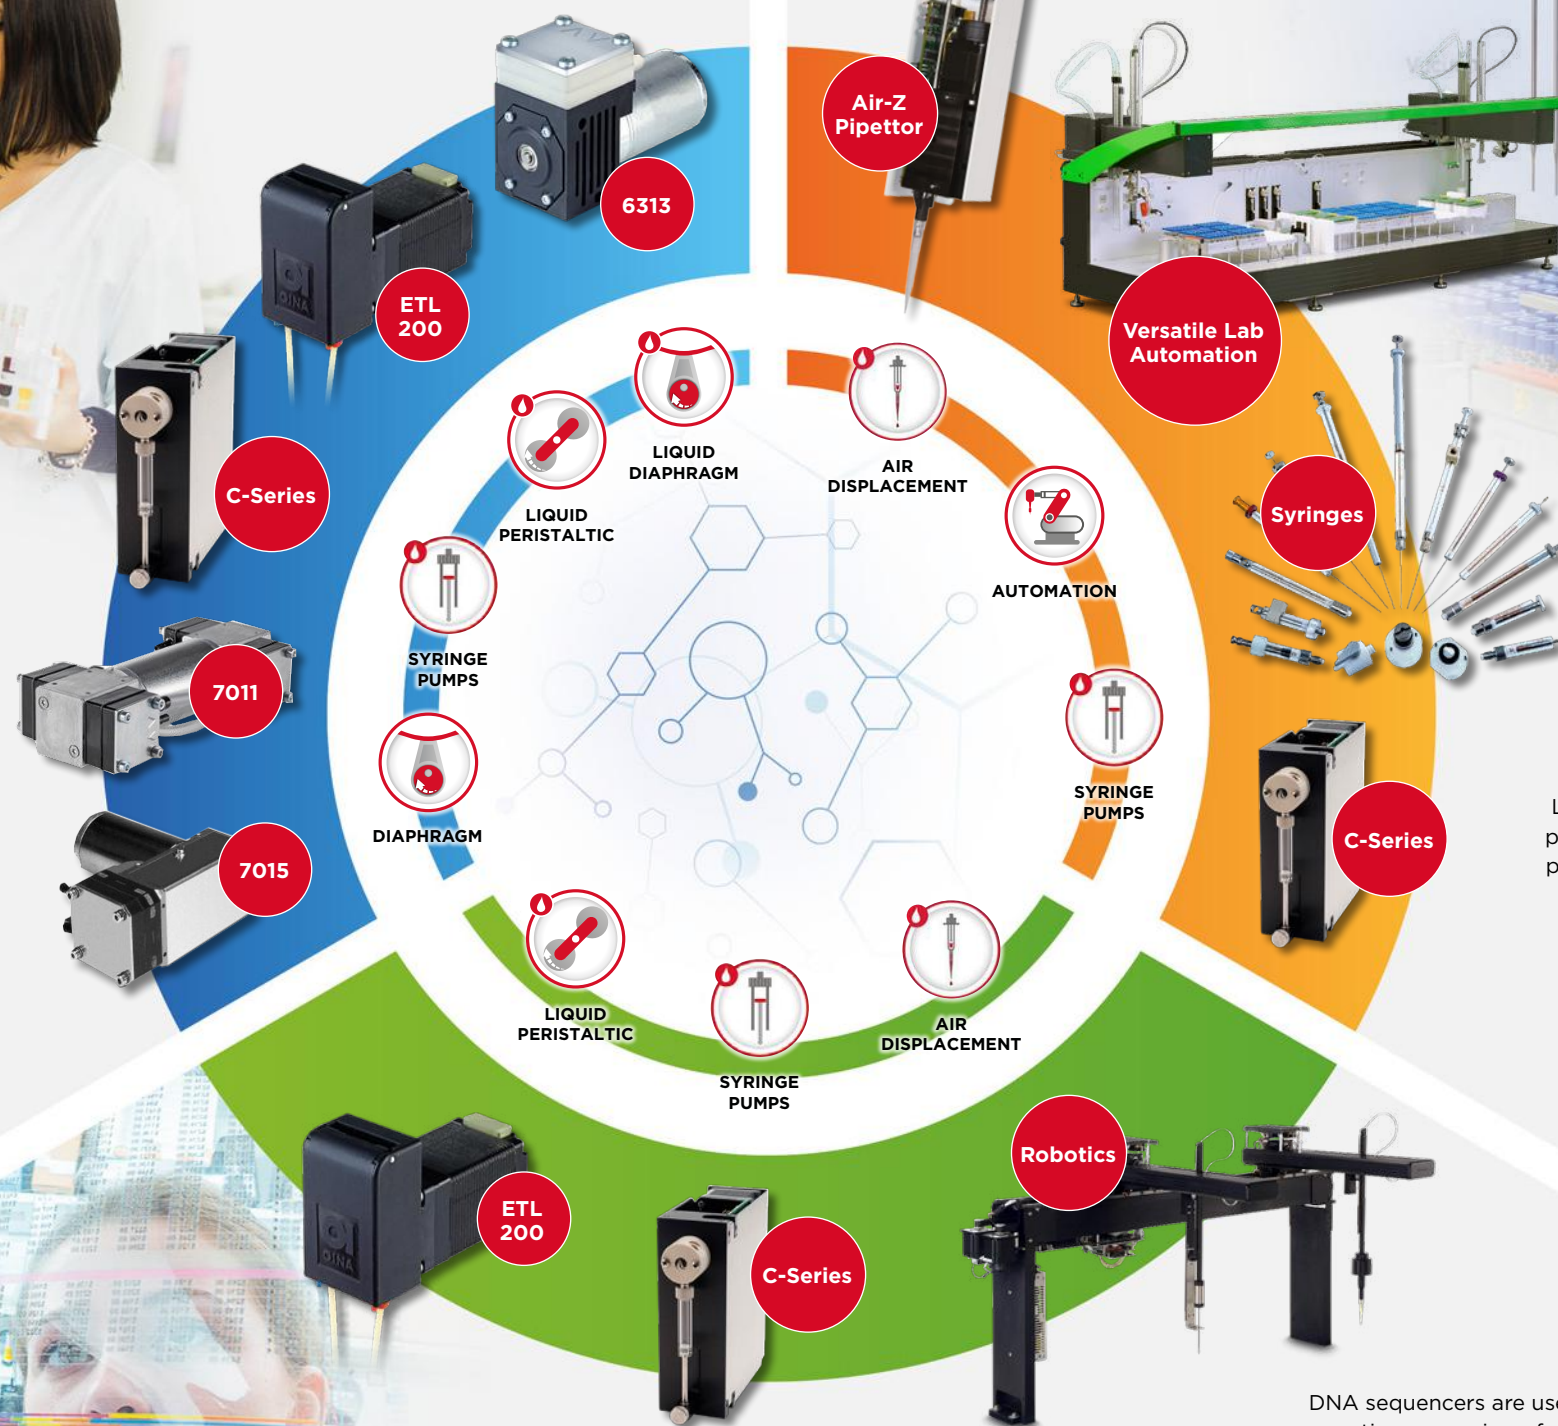 Air-Z
Pipettor
6313
ETL
200
Versatile Lab
Automation
C-Series
Syringes
7011
7015
C-Series
LIQUID
DIAPHRAGM
AIR
DISPLACEMENT
LIQUID
PERISTALTIC
AUTOMATION
SYRINGE
PUMPS
SYRINGE
PUMPS
DIAPHRAGM
LIQUID
PERISTALTIC
AIR
DISPLACEMENT
SYRINGE
PUMPS
Robotics
ETL
200
C-Series
DNA sequencers are use